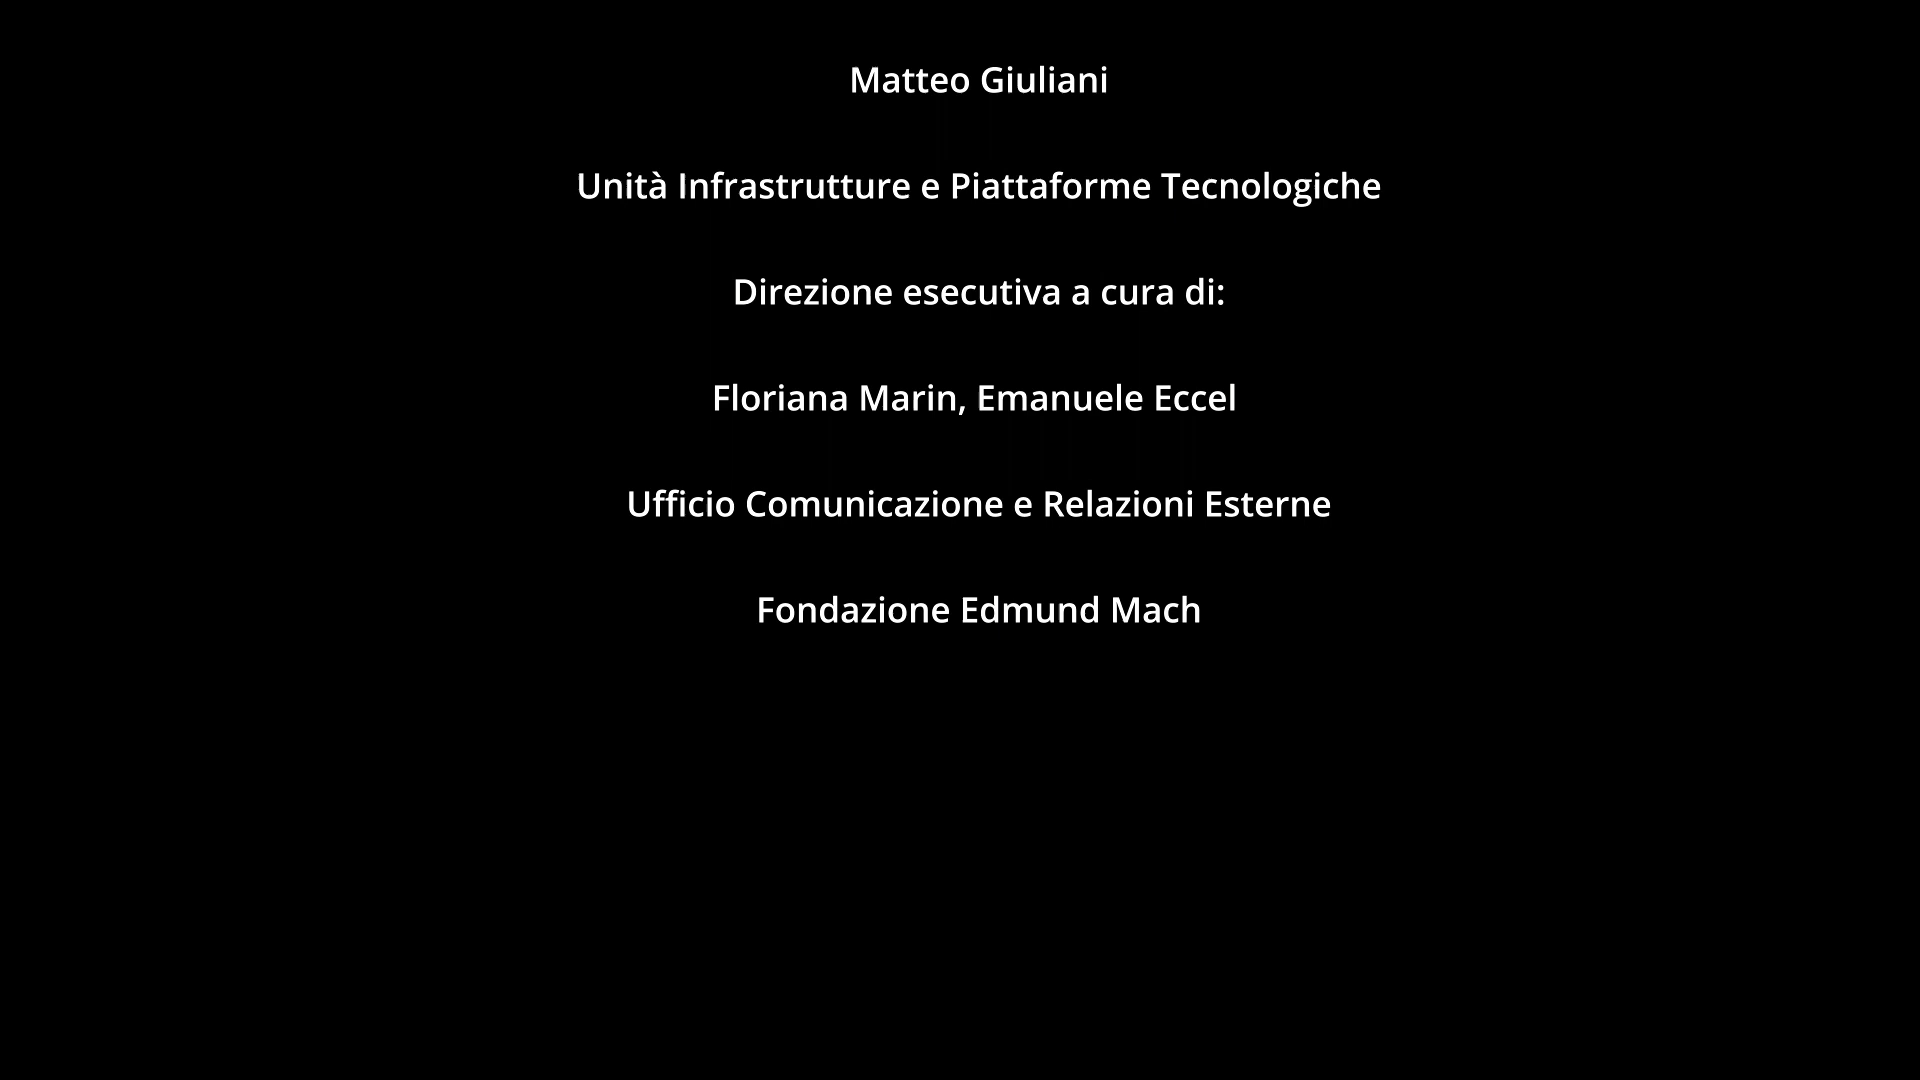 Matteo Giuliani
Unità Infrastrutture e Piattaforme Tecnologiche
Direzione esecutiva a cura di:
Floriana Marin, Emanuele Eccel
Ufficio Comunicazione e Relazioni Esterne
Fondazione Edmund Mach